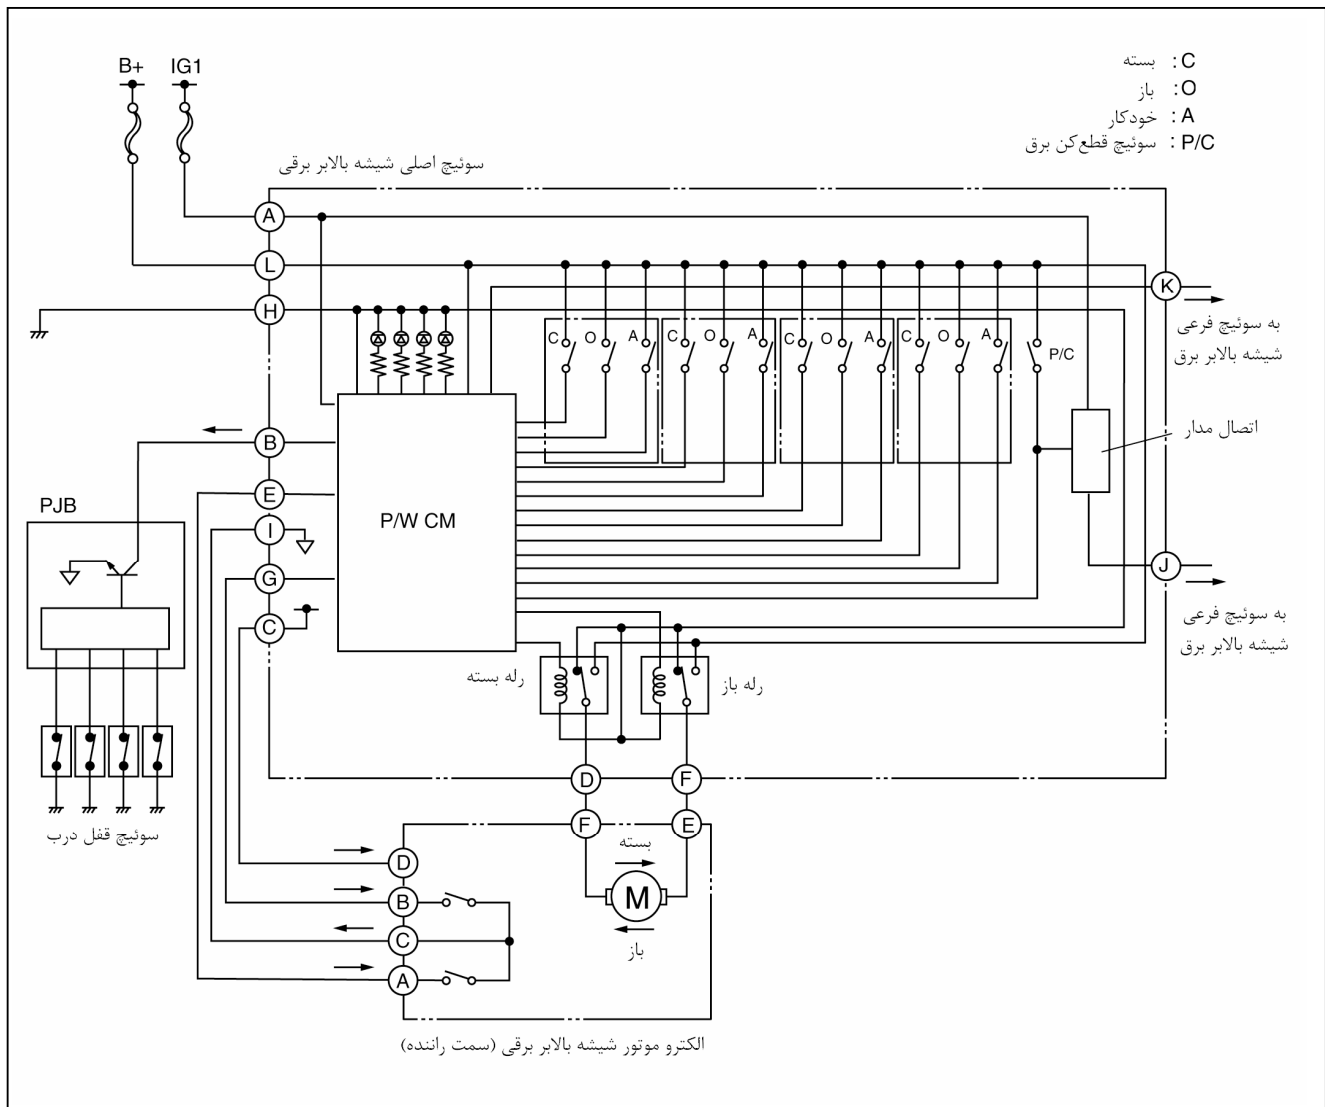 B+ IG1
C : بسته
O : باز
A : خودکار
P/C : سوئیچ قطع‌کن برق
سوئیچ اصلی شیشه بالابر برقی
A
L
K
H
به سوئیچ فرعی
شیشه بالابر برق
C O A C O A C O A C O A
P/C
اتصال مدار
B
E
PJB
I
P/W CM
G
J
C
به سوئیچ فرعی
شیشه بالابر برق
رله بسته
رله باز
D F
F E
سوئیچ قفل درب
بسته
D
M
B
C
باز
A
الکترو موتور شیشه بالابر برقی (سمت راننده)